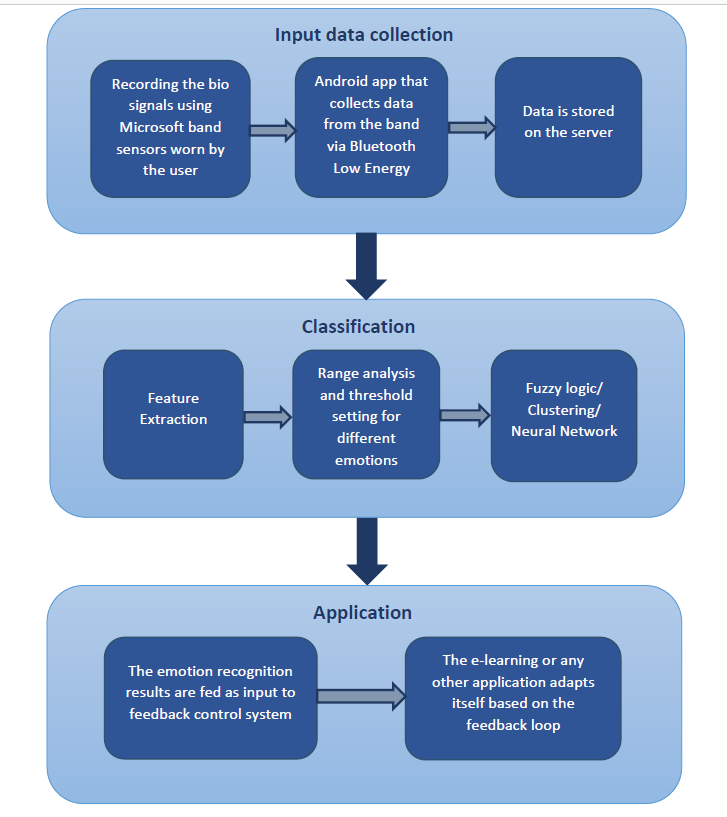 Input data collection
Recording the bio
signals using
Microsoft band
sensors worn by
the user
Android app that
collects data
from the band
via Bluetooth
Low Energy
Data is stored
on the server
Classification
Feature
Extraction
Range analysis
and threshold
setting for
different
emotions
Fuzzy logic/
Clustering/
Neural Network
Application
The emotion recognition
results are fed as input to
feedback control system
The e-learning or any
other application adapts
itself based on the
feedback loop